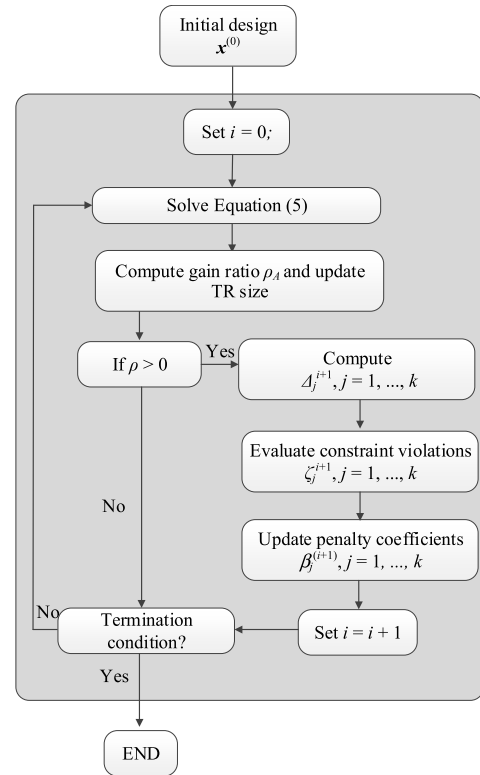 Initial design
x^(0)
Set i = 0;
Solve Equation (5)
Compute gain ratio ρ_A and update
TR size
If ρ > 0
Yes
Compute
Δ_j^{i+1}, j = 1, ..., k
Evaluate constraint violations
ζ_j^{i+1}, j = 1, ..., k
No
Update penalty coefficients
β_j^{(i+1)}, j = 1, ..., k
No
Termination
condition?
Set i = i + 1
Yes
END